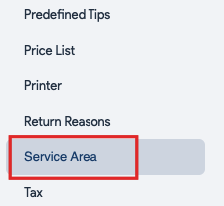 Predefined Tips
Price List
Printer
Return Reasons
Service Area
Tax